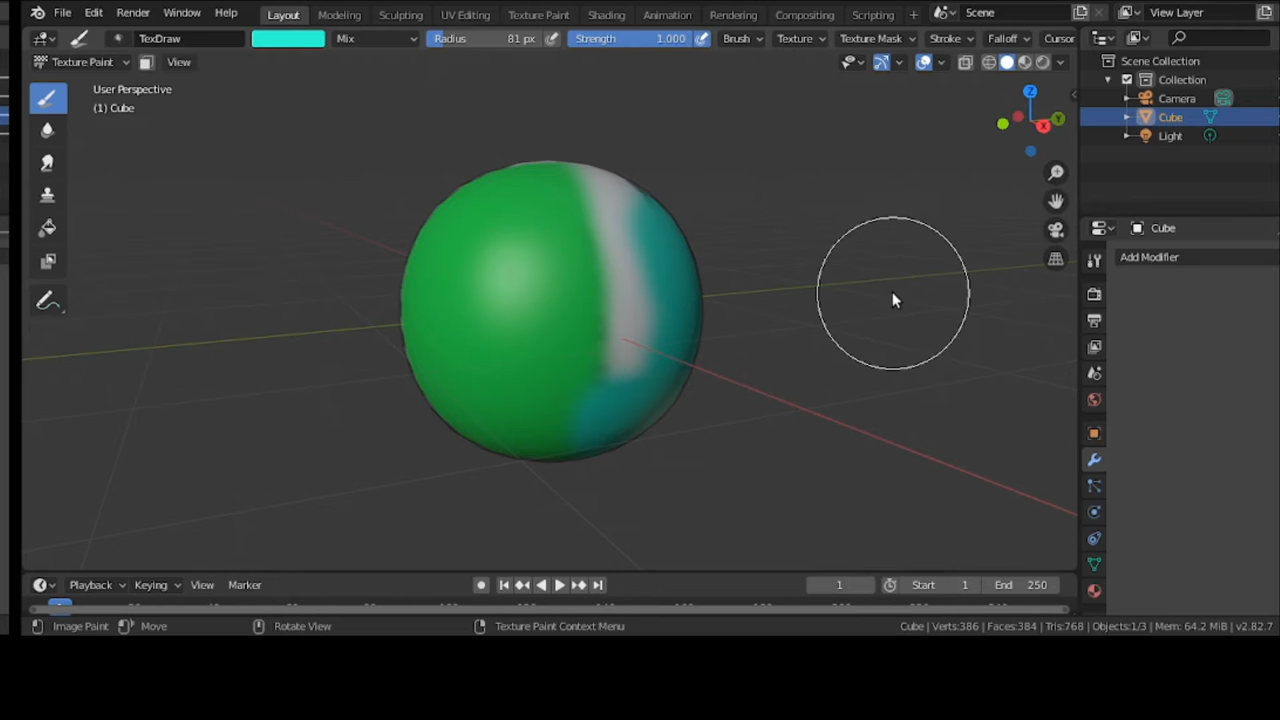 File Edit Render Window Help Layout Modeling Sculpting UV Editing Texture Paint Shading Animation Rendering Compositing Scripting + Scene View Layer
TexDraw Mix Radius 81 px Strength 1.000 Brush Texture Texture Mask Stroke Falloff Cursor
Texture Paint View
Scene Collection
Collection
Camera
Cube
Light
User Perspective
(1) Cube
Z
Y
X
Cube
Add Modifier
Playback Keying View Marker 1 Start 1 End 250
Image Paint Move Rotate View Texture Paint Context Menu Cube | Verts:386 | Faces:384 | Tris:768 | Objects:1/3 | Mem: 64.2 MiB | v2.82.7